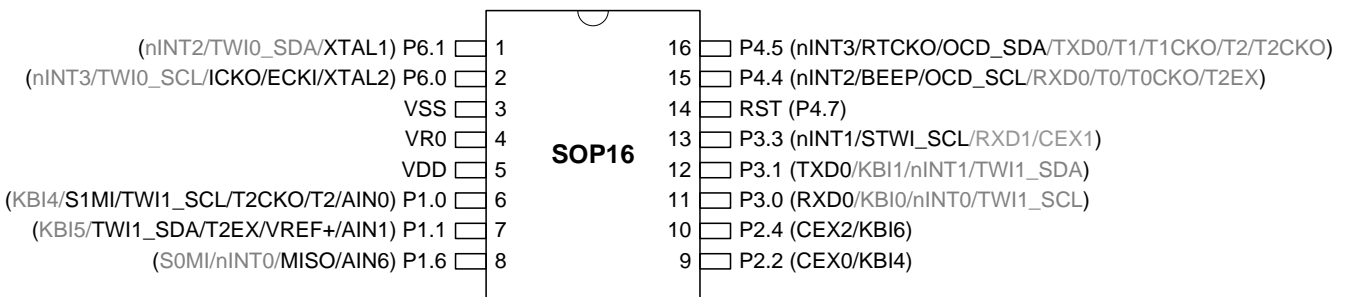 (nINT2/TWI0_SDA/XTAL1) P6.1 1 16 P4.5 (nINT3/RTCKO/OCD_SDA/TXD0/T1/T1CKO/T2/T2CKO)
(nINT3/TWI0_SCL/ICKO/ECKI/XTAL2) P6.0 2 15 P4.4 (nINT2/BEEP/OCD_SCL/RXD0/T0/T0CKO/T2EX)
VSS 3 14 RST (P4.7)
VR0 4 13 P3.3 (nINT1/STWI_SCL/RXD1/CEX1)
SOP16
VDD 5 12 P3.1 (TXD0/KBI1/nINT1/TWI1_SDA)
(KBI4/S1MI/TWI1_SCL/T2CKO/T2/AIN0) P1.0 6 11 P3.0 (RXD0/KBI0/nINT0/TWI1_SCL)
(KBI5/TWI1_SDA/T2EX/VREF+/AIN1) P1.1 7 10 P2.4 (CEX2/KBI6)
(S0MI/nINT0/MISO/AIN6) P1.6 8 9 P2.2 (CEX0/KBI4)